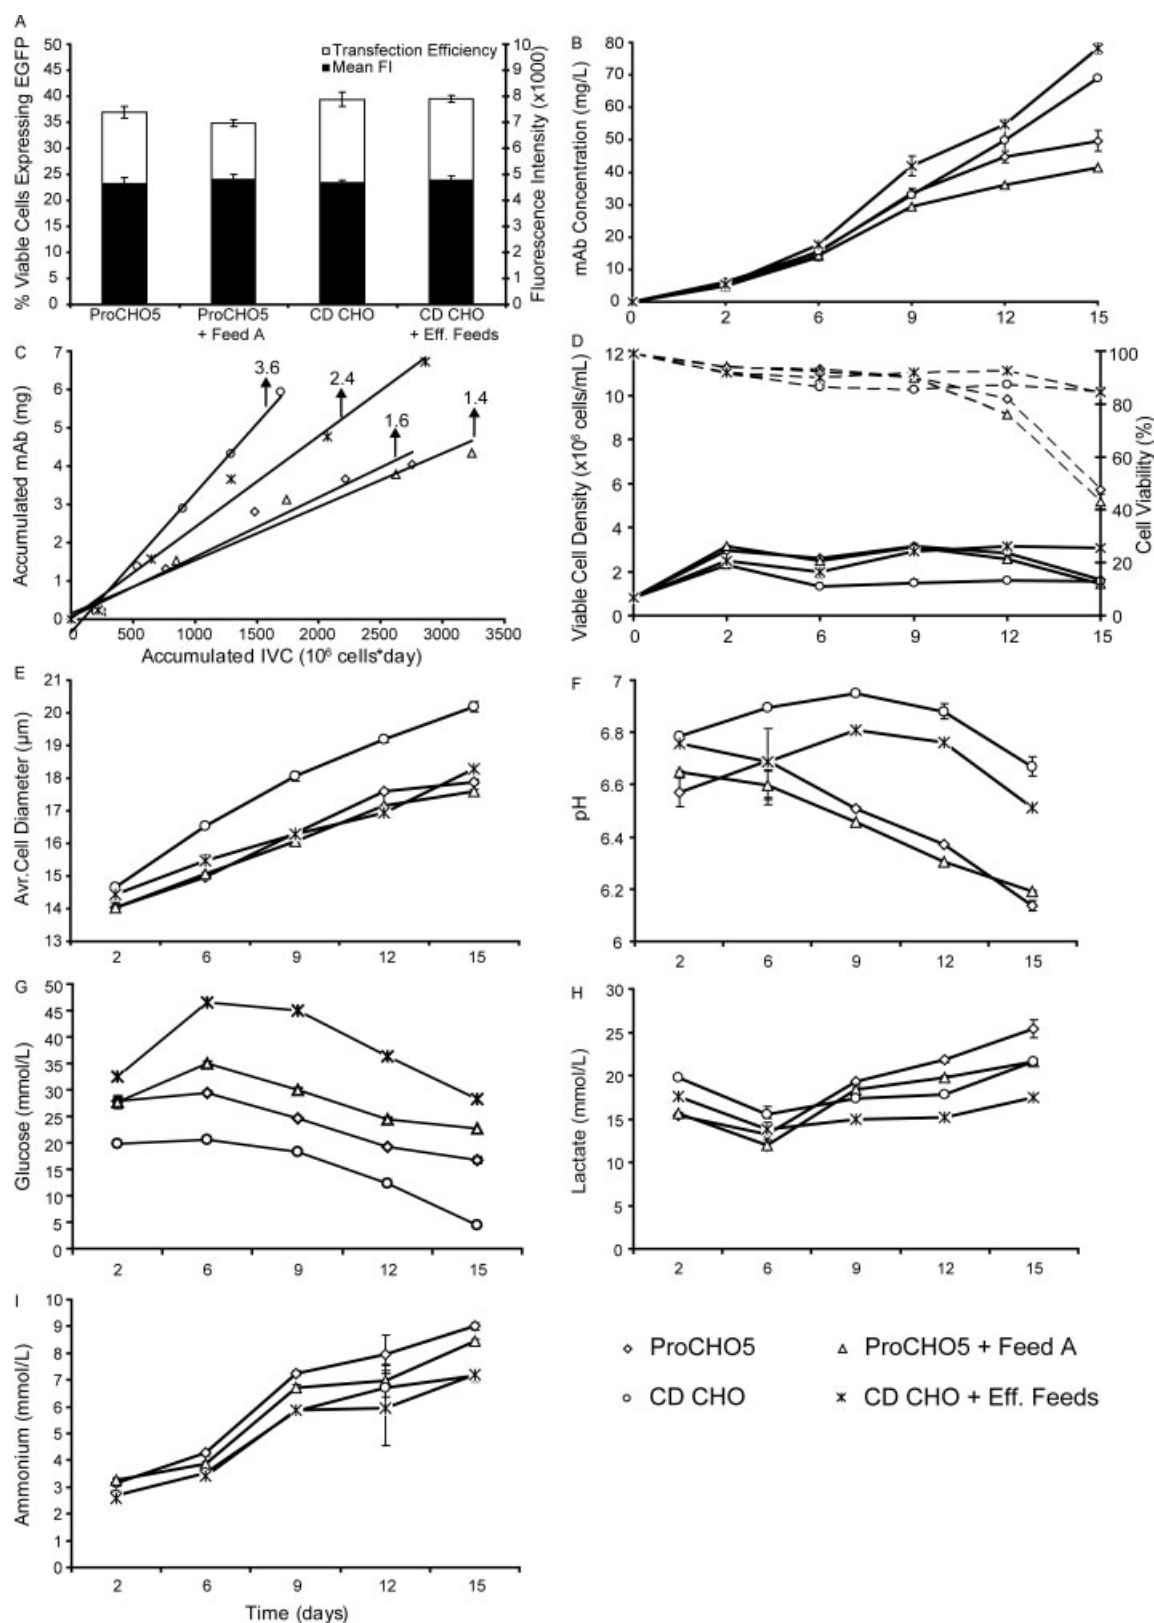 A
% Viable Cells Expressing EGFP
50
45
40
35
30
25
20
15
10
5
0
Transfection Efficiency
Mean FI
10
9
8
7
6
5
4
3
2
1
0
Fluorescence Intensity (x1000)
ProCHO5
ProCHO5
+ Feed A
CD CHO
CD CHO
+ Eff. Feeds
B
mAb Concentration (mg/L)
80
70
60
50
40
30
20
10
0
0 2 6 9 12 15
C
Accumulated mAb (mg)
7
6
5
4
3
2
1
0
3.6
2.4
1.6
1.4
0 500 1000 1500 2000 2500 3000 3500
Accumulated IVC (10⁶ cells*day)
D
Viable Cell Density (x10⁶ cells/mL)
12
10
8
6
4
2
0
100
80
60
40
20
0
Cell Viability (%)
0 2 6 9 12 15
E
Avr.Cell Diameter (µm)
21
20
19
18
17
16
15
14
13
2 6 9 12 15
F
pH
7
6.8
6.6
6.4
6.2
6
2 6 9 12 15
G
Glucose (mmol/L)
50
45
40
35
30
25
20
15
10
5
0
2 6 9 12 15
H
Lactate (mmol/L)
30
25
20
15
10
5
0
2 6 9 12 15
I
Ammonium (mmol/L)
10
9
8
7
6
5
4
3
2
1
0
2 6 9 12 15
Time (days)
ProCHO5
ProCHO5 + Feed A
CD CHO
CD CHO + Eff. Feeds